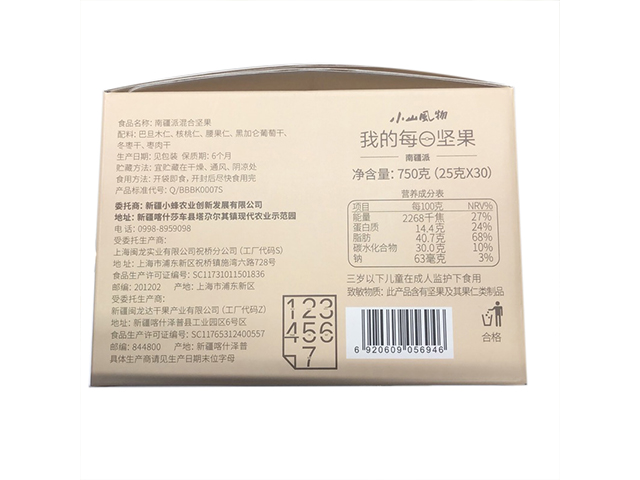 食品名称: 南疆派混合坚果
配料: 巴旦木仁、核桃仁、腰果仁、黑加仑葡萄干、
冬枣干、枣肉干
生产日期: 见包装 保质期: 6个月
贮藏方法: 宜贮藏在干燥、通风、阴凉处
食用方法: 开袋即食，开封后尽快食用完
产品标准代号: Q/BBBK0007S
委托商: 新疆小蜂农业创新发展有限公司
地址: 新疆喀什莎车县塔尕尔其镇现代农业示范园
电话: 0998-8959098
受委托生产商:
上海闽龙实业有限公司祝桥分公司 (工厂代码S)
地址: 上海市浦东新区祝桥镇施湾六路728号
食品生产许可证编号: SC11731011501836
邮编: 201202 产地: 上海市浦东新区
受委托生产商:
新疆闽龙达干果产业有限公司 (工厂代码Z)
地址: 新疆喀什泽普县工业园区6号
食品生产许可证编号: SC11765312400557
邮编: 844800 产地: 新疆喀什泽普
具体生产商请见生产日期末位字母
123
456
7
小山風物
我的每日坚果
南疆派
净含量: 750克 (25克X30)
营养成分表
项目 每100克 NRV%
能量 2268千焦 27%
蛋白质 14.4克 24%
脂肪 40.7克 68%
碳水化合物 30.0克 10%
钠 63毫克 3%
三岁以下儿童在成人监护下食用
致敏物质: 此产品含有坚果及其果仁类制品
6 920609 056946
合格